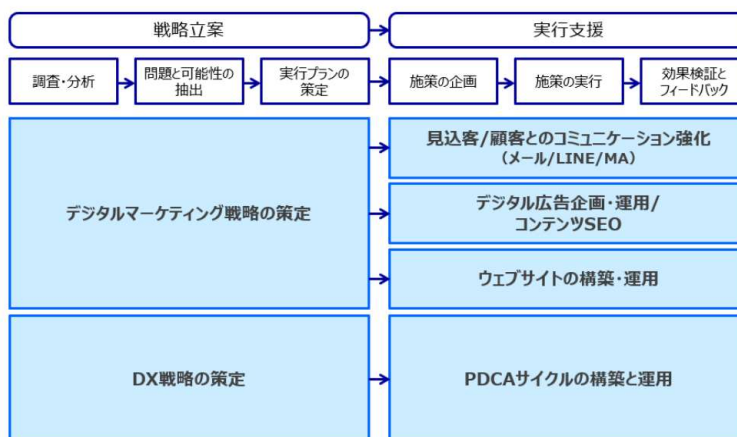 戦略立案
実行支援
調査・分析
問題と可能性の
抽出
実行プランの
策定
施策の企画
施策の実行
効果検証と
フィードバック
デジタルマーケティング戦略の策定
見込客/顧客とのコミュニケーション強化
（メール/LINE/MA）
デジタル広告企画・運用/
コンテンツSEO
ウェブサイトの構築・運用
DX戦略の策定
PDCAサイクルの構築と運用